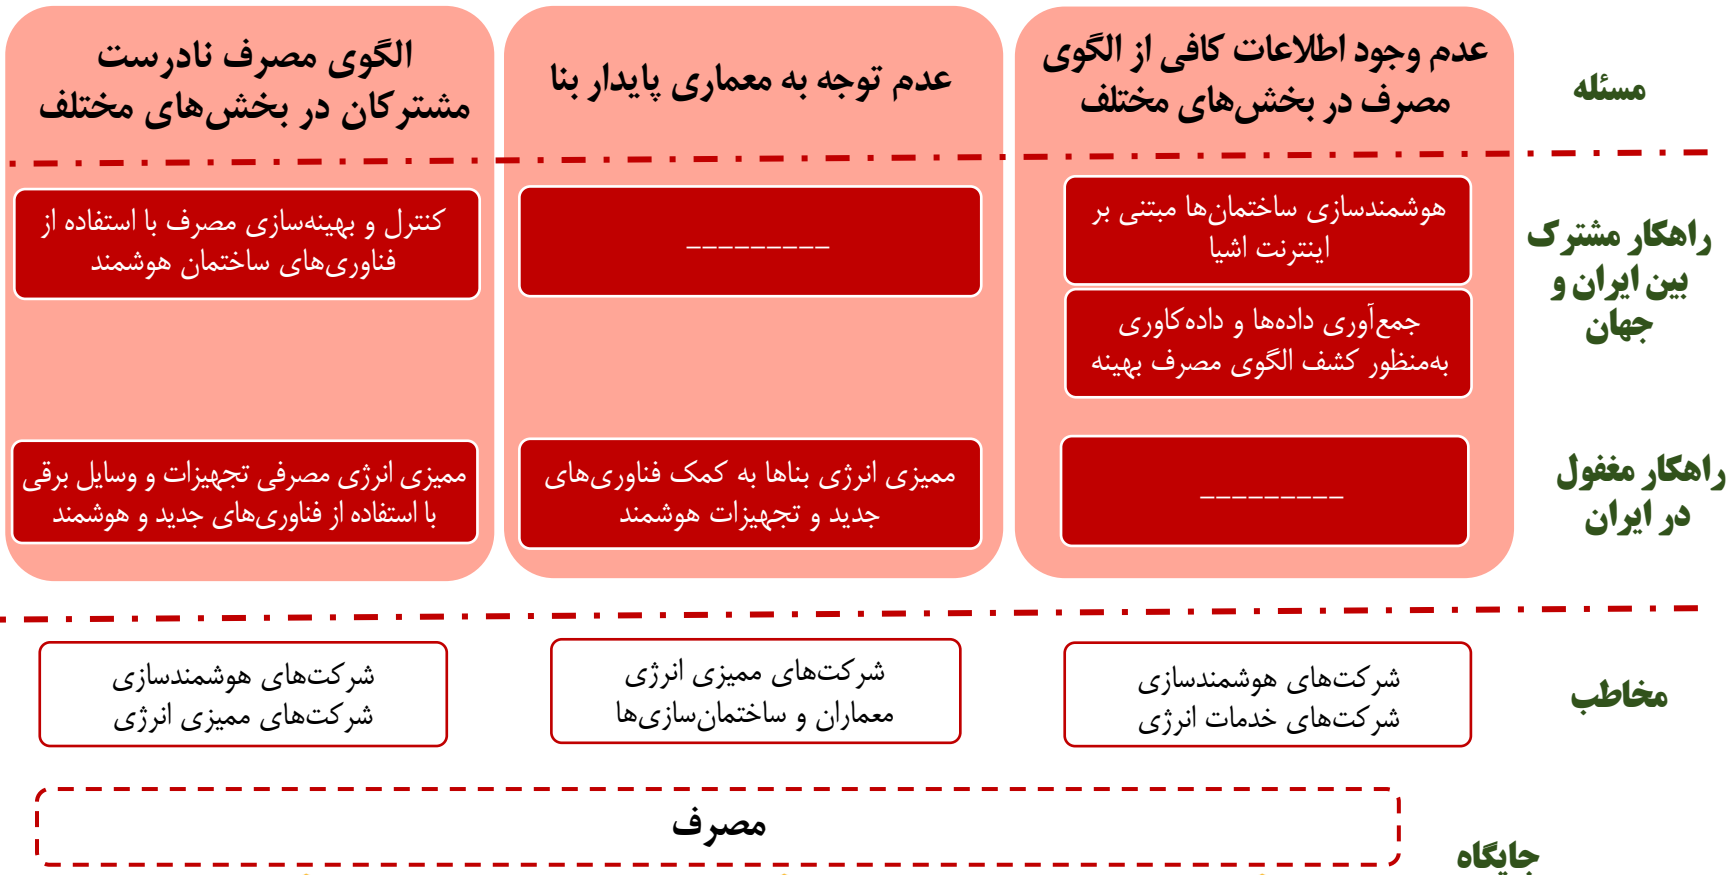 مسئله
عدم وجود اطلاعات کافی از الگوی
مصرف در بخش‌های مختلف
عدم توجه به معماری پایدار بنا
الگوی مصرف نادرست
مشترکان در بخش‌های مختلف
راهکار مشترک
بین ایران و
جهان
هوشمندسازی ساختمان‌ها مبتنی بر
اینترنت اشیا
جمع‌آوری داده‌ها و داده‌کاوری
به‌منظور کشف الگوی مصرف بهینه
---------
کنترل و بهینه‌سازی مصرف با استفاده از
فناوری‌های ساختمان هوشمند
راهکار مغفول
در ایران
---------
ممیزی انرژی بناها به کمک فناوری‌های
جدید و تجهیزات هوشمند
ممیزی انرژی مصرفی تجهیزات و وسایل برقی
با استفاده از فناوری‌های جدید و هوشمند
مخاطب
شرکت‌های هوشمندسازی
شرکت‌های خدمات انرژی
شرکت‌های ممیزی انرژی
معماران و ساختمان‌سازی‌ها
شرکت‌های هوشمندسازی
شرکت‌های ممیزی انرژی
جایگاه
مصرف